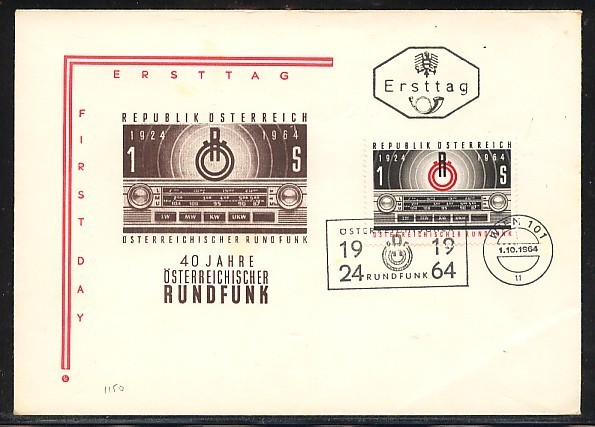 ERSTTAG
FIRST DAY
REPUBLIK ÖSTERREICH
1924 1964
R
1 S
LW MW KW UKW
ÖSTERREICHISCHER RUNDFUNK
40 JAHRE
ÖSTERREICHISCHER
RUNDFUNK
1150
Ersttag
REPUBLIK ÖSTERREICH
1924 1964
R
1 S
LW MW KW UKW
ÖSTERREICHISCHER RUNDFUNK
19 19
24 RUNDFUNK 64
WIEN 101
1.10.1964